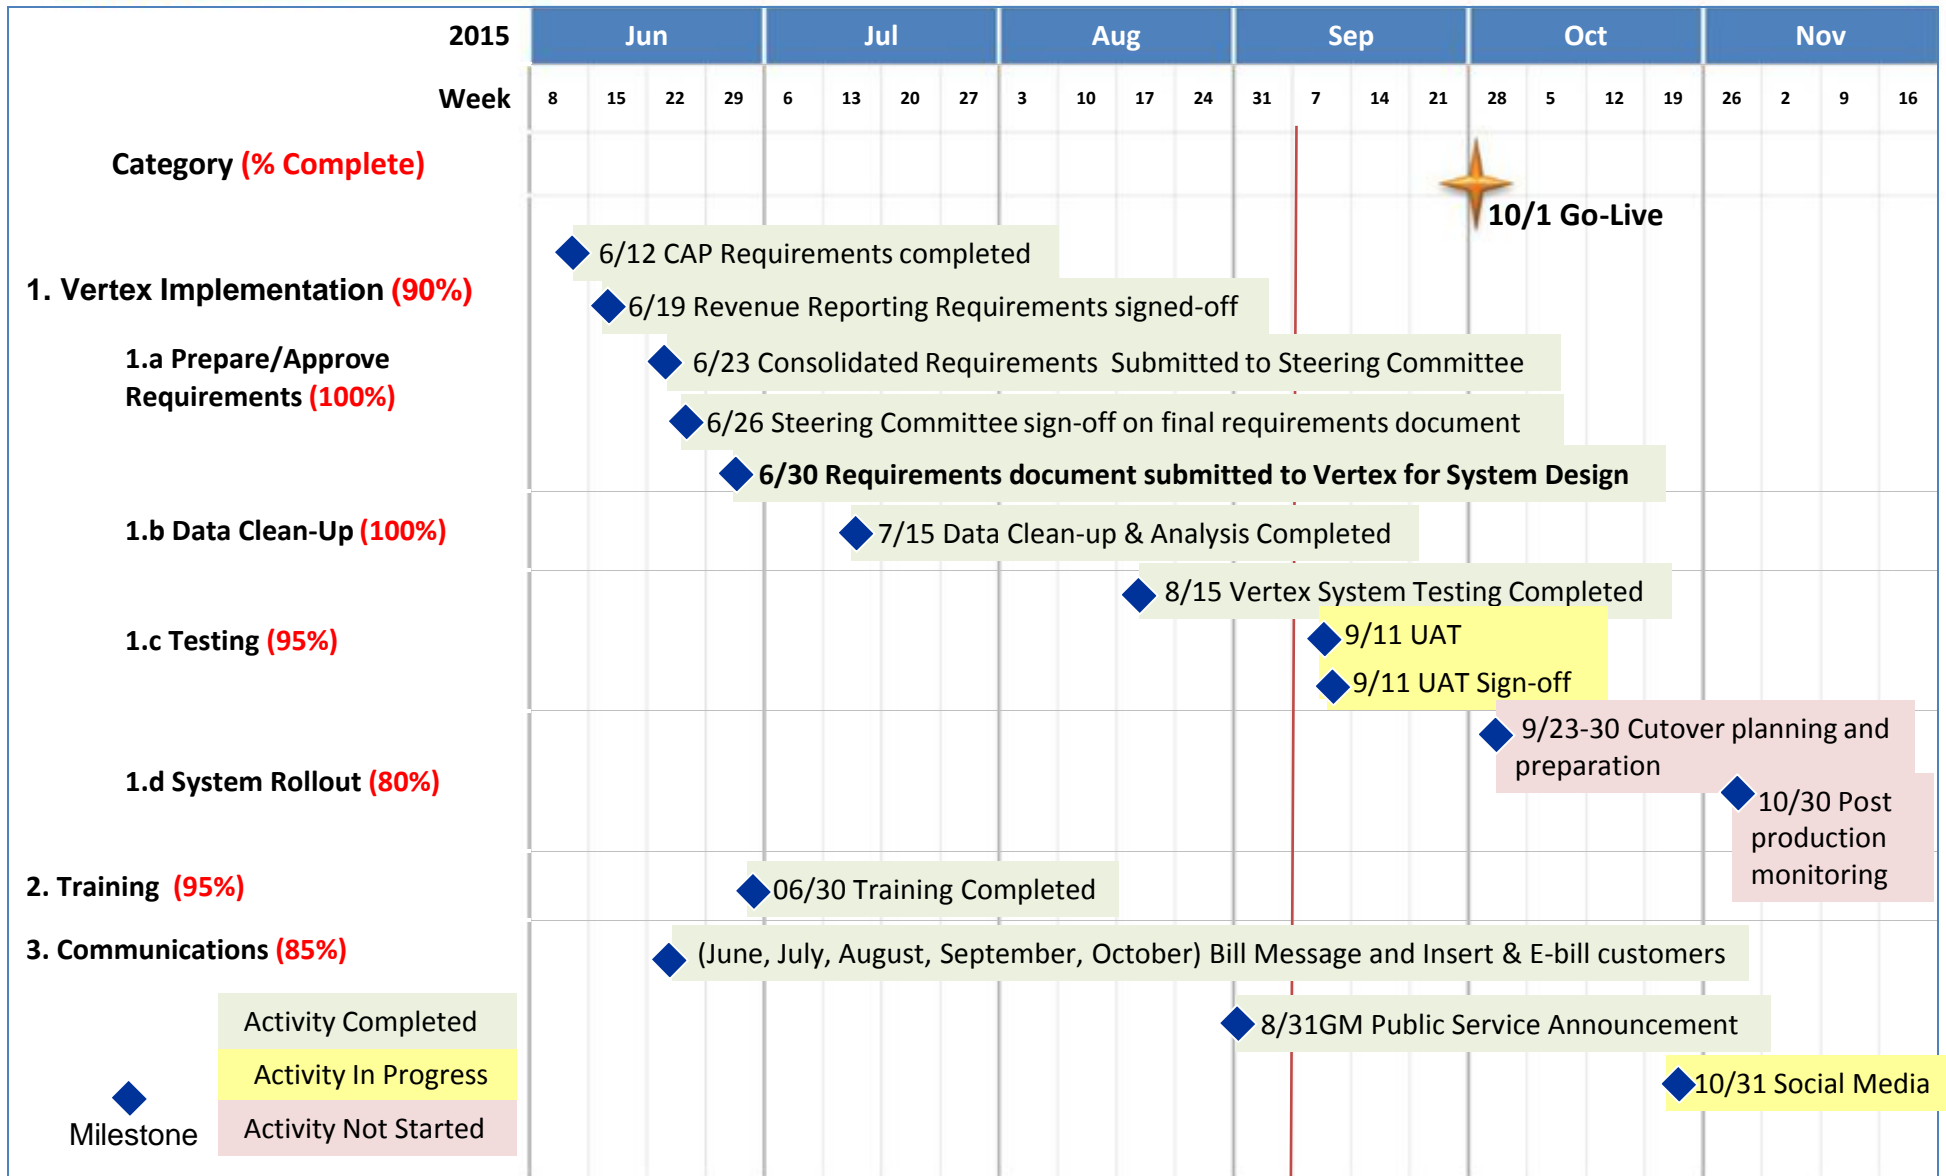 2015 Jun Jul Aug Sep Oct Nov
Week 8 15 22 29 6 13 20 27 3 10 17 24 31 7 14 21 28 5 12 19 26 2 9 16
Category (% Complete)
10/1 Go-Live
6/12 CAP Requirements completed
1. Vertex Implementation (90%)
6/19 Revenue Reporting Requirements signed-off
1.a Prepare/Approve
Requirements (100%)
6/23 Consolidated Requirements  Submitted to Steering Committee
6/26 Steering Committee sign-off on final requirements document
6/30 Requirements document submitted to Vertex for System Design
1.b Data Clean-Up (100%)
7/15 Data Clean-up & Analysis Completed
8/15 Vertex System Testing Completed
1.c Testing (95%)
9/11 UAT
9/11 UAT Sign-off
1.d System Rollout (80%)
9/23-30 Cutover planning and
preparation
10/30 Post
production
monitoring
2. Training  (95%)
06/30 Training Completed
3. Communications (85%)
(June, July, August, September, October) Bill Message and Insert & E-bill customers
8/31GM Public Service Announcement
10/31 Social Media
Activity Completed
Activity In Progress
Activity Not Started
Milestone